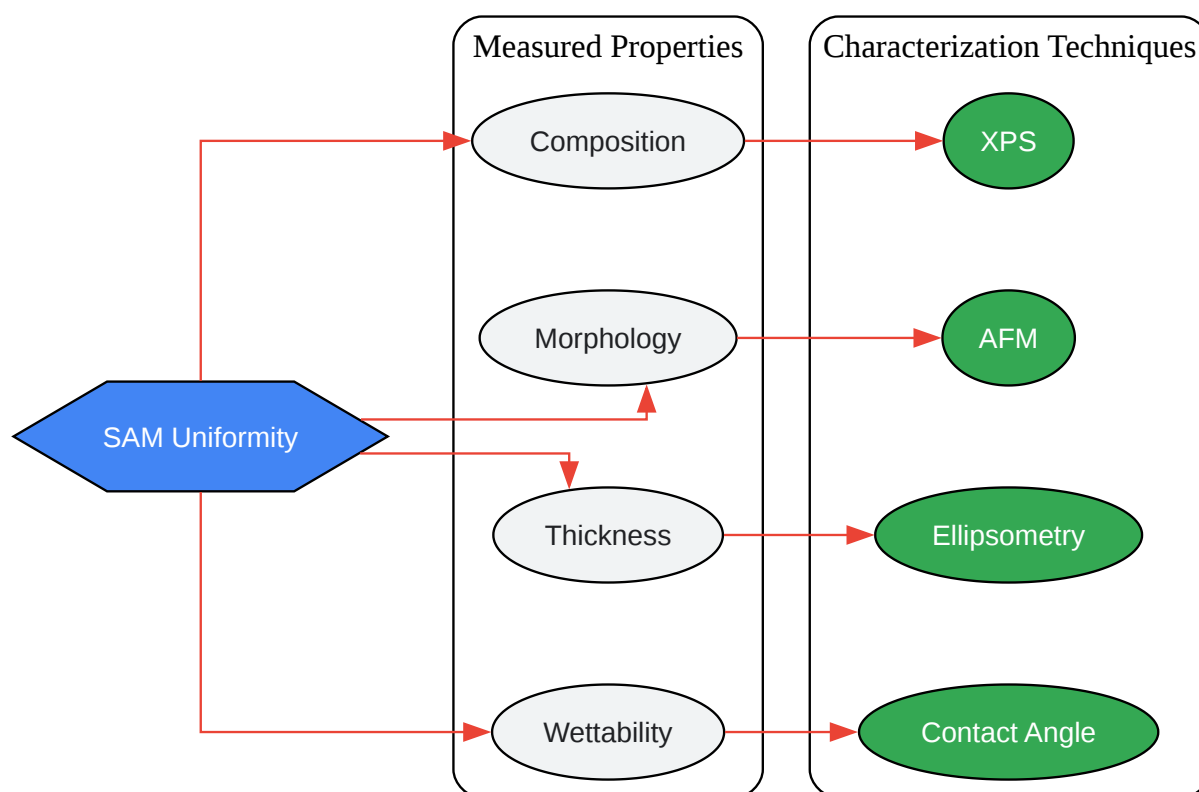 Measured Properties
Characterization Techniques
Composition
XPS
Morphology
AFM
SAM Uniformity
Thickness
Ellipsometry
Wettability
Contact Angle